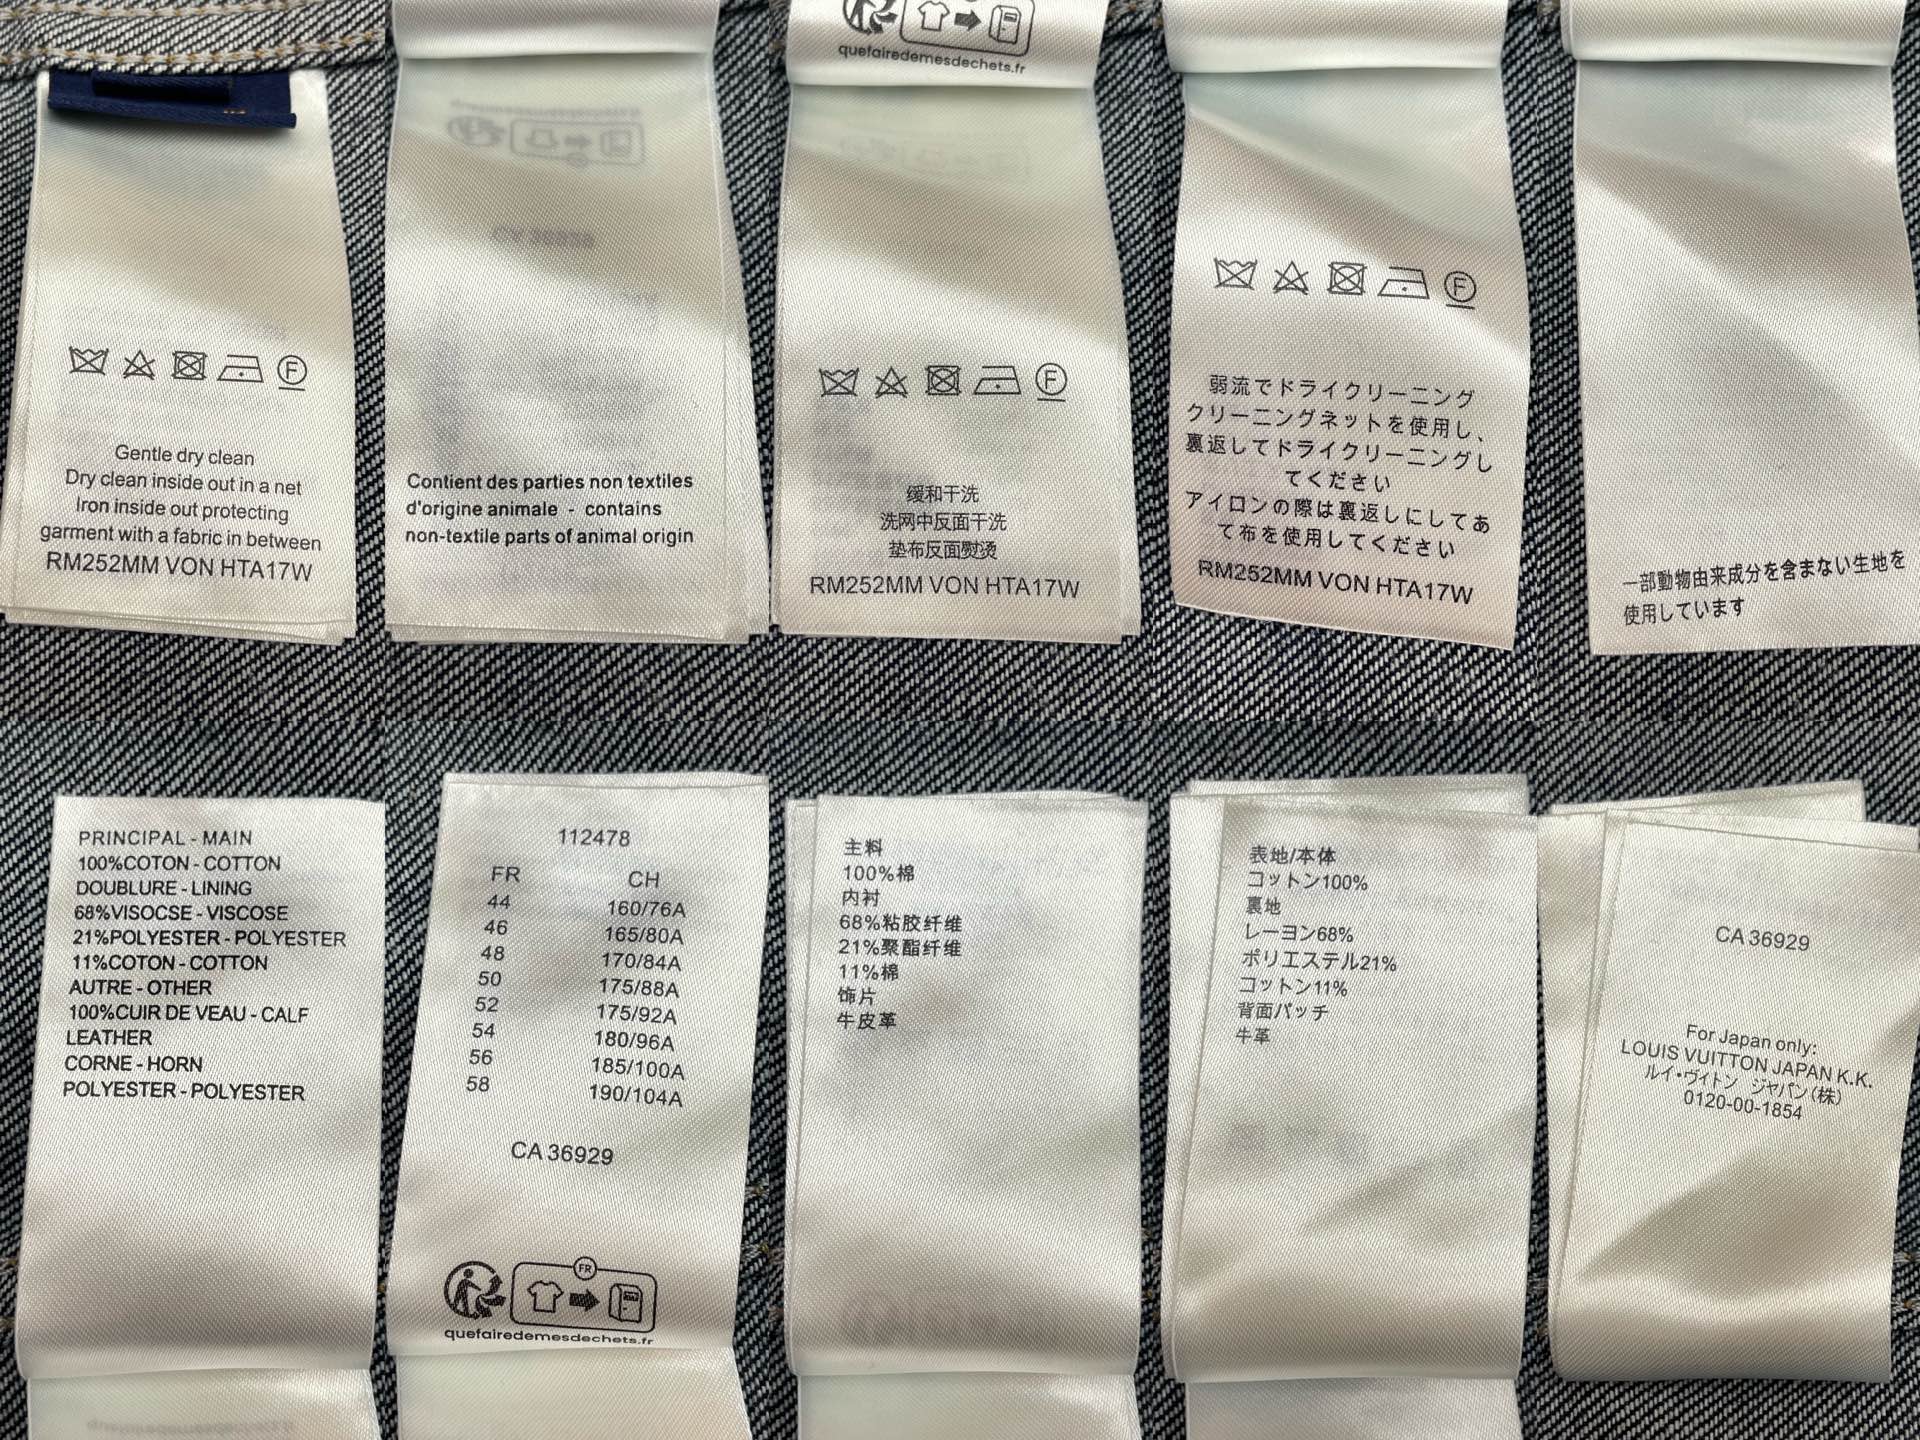 Gentle dry clean
Dry clean inside out in a net
Iron inside out protecting
garment with a fabric in between
RM252MM VON HTA17W
CA 36929
Contient des parties non textiles
d'origine animale - contains
non-textile parts of animal origin
quefairedemesdechets.fr
F
缓和干洗
洗网中反面干洗
垫布反面熨烫
RM252MM VON HTA17W
F
弱流でドライクリーニング
クリーニングネットを使用し、
裏返してドライクリーニングし
てください
アイロンの際は裏返しにしてあ
て布を使用してください
RM252MM VON HTA17W
一部動物由来成分を含まない生地を
使用しています
PRINCIPAL - MAIN
100%COTON - COTTON
DOUBLURE - LINING
68%VISOCSE - VISCOSE
21%POLYESTER - POLYESTER
11%COTON - COTTON
AUTRE - OTHER
100%CUIR DE VEAU - CALF
LEATHER
CORNE - HORN
POLYESTER - POLYESTER
112478
FR CH
44 160/76A
46 165/80A
48 170/84A
50 175/88A
52 175/92A
54 180/96A
56 185/100A
58 190/104A
CA 36929
FR
quefairedemesdechets.fr
主料
100%棉
内衬
68%粘胶纤维
21%聚酯纤维
11%棉
饰片
牛皮革
表地/本体
コットン100%
裏地
レーヨン68%
ポリエステル21%
コットン11%
背面パッチ
牛革
CA 36929
For Japan only:
LOUIS VUITTON JAPAN K.K.
ルイ・ヴィトン ジャパン(株)
0120-00-1854